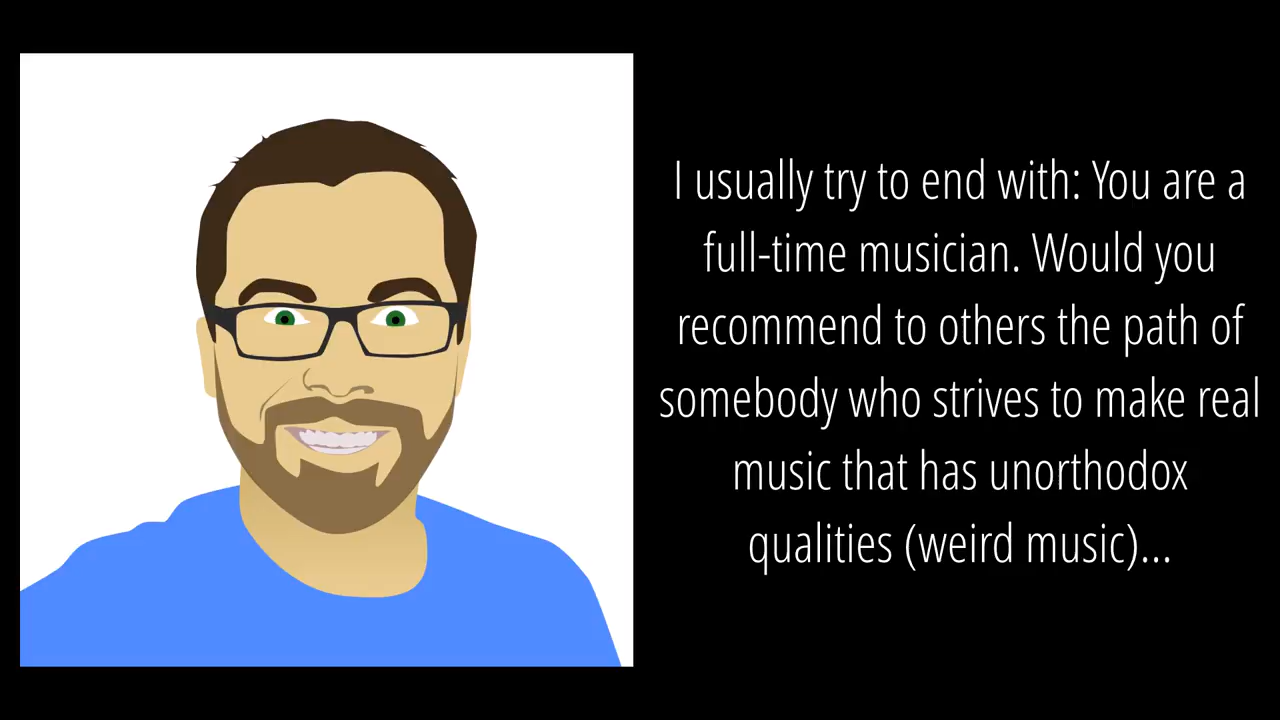 I usually try to end with: You are a
full-time musician. Would you
recommend to others the path of
somebody who strives to make real
music that has unorthodox
qualities (weird music)...